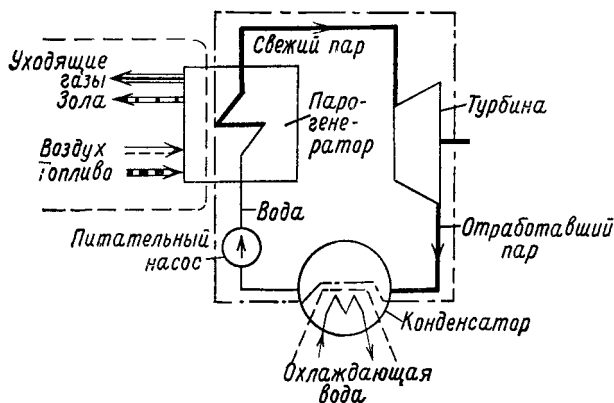 Свежий пар
Уходящие
газы
Зола
Паро-
гене-
ратор
Турбина
Воздух
Топливо
Вода
Питательный
насос
Отработавший
пар
Конденсатор
Охлаждающая
вода